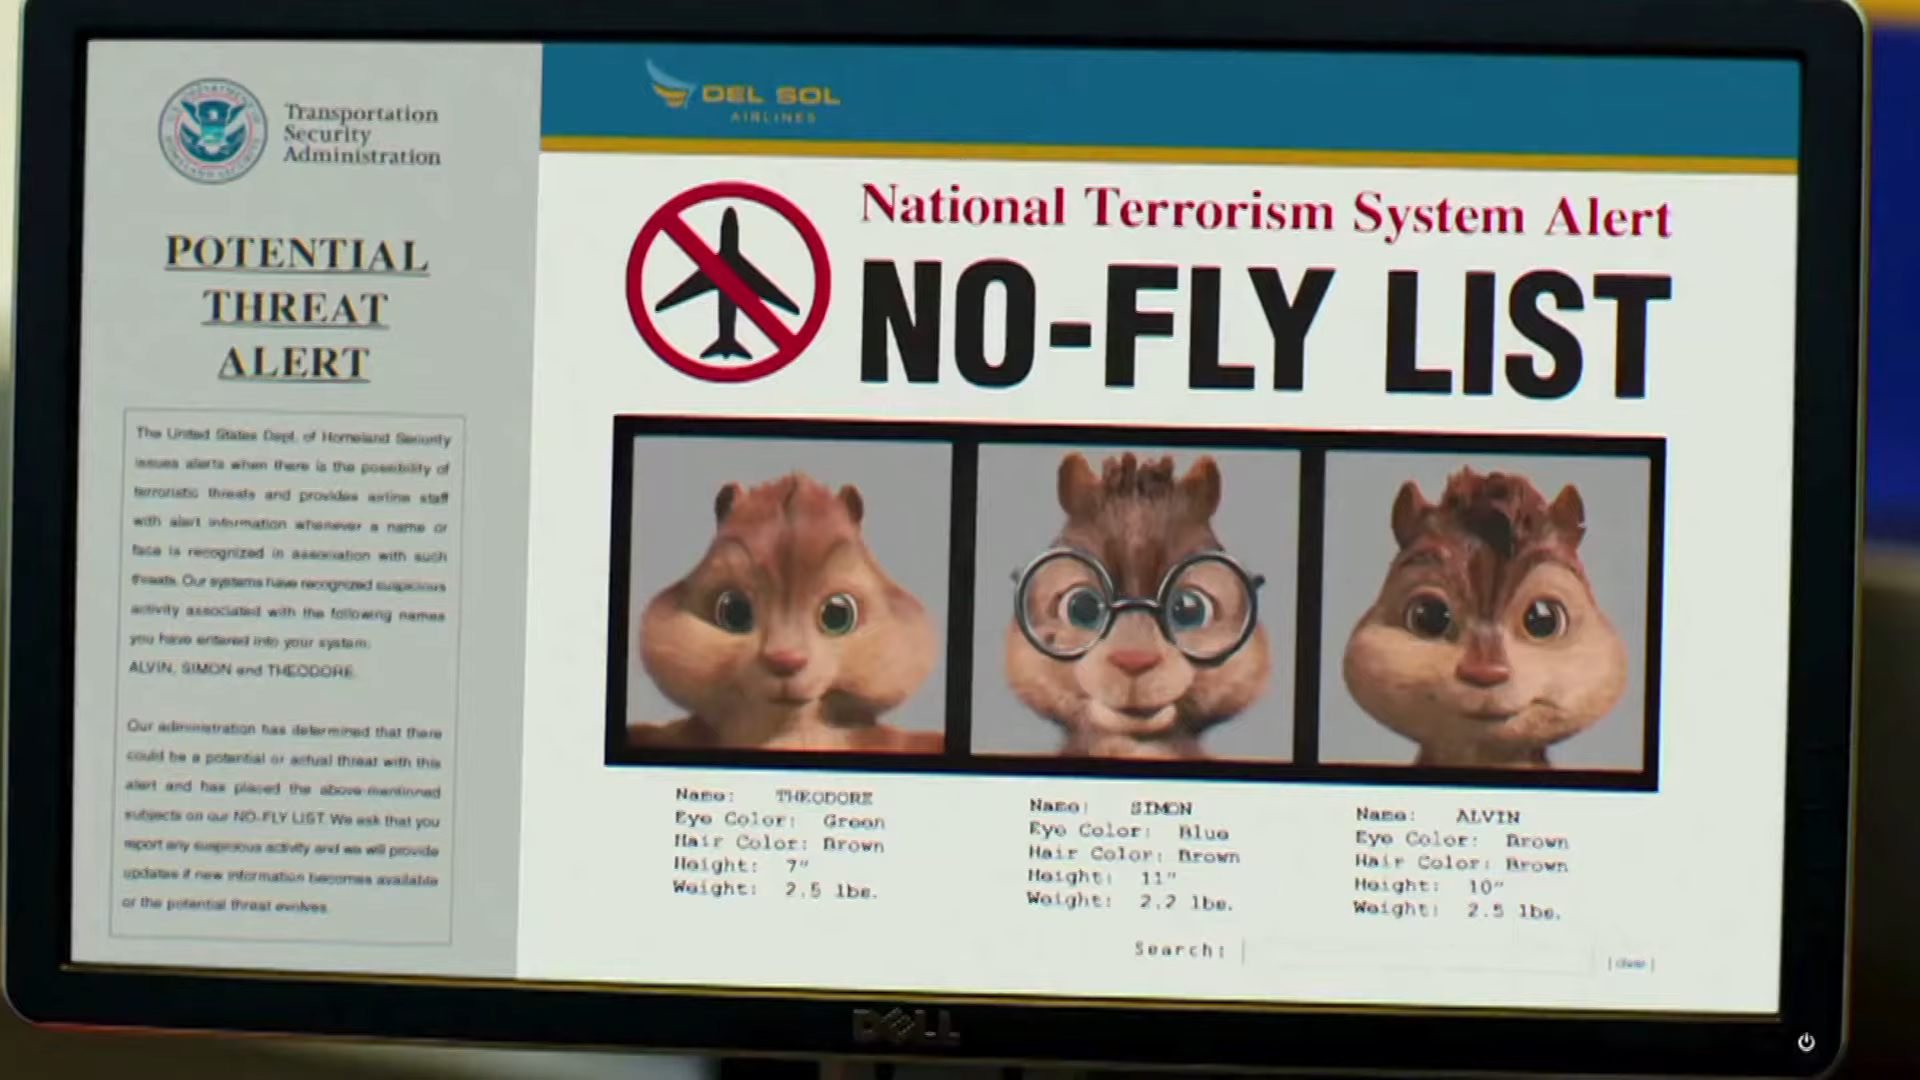 Transportation
Security
Administration
POTENTIAL
THREAT
ALERT
The United States Dept. of Homeland Security
issues alerts when there is the possibility of
terroristic threats and provides airline staff
with alert information whenever a name or
face is recognized in association with such
threats. Our systems have recognized suspicious
activity associated with the following names
you have entered into your system:
ALVIN, SIMON and THEODORE.
Our administration has determined that there
could be a potential or actual threat with this
alert and has placed the above-mentioned
subjects on our NO-FLY LIST. We ask that you
report any suspicious activity and we will provide
updates if new information becomes available
or the potential threat evolves.
DEL SOL
AIRLINES
National Terrorism System Alert
NO-FLY LIST
Name: THEODORE
Eye Color: Green
Hair Color: Brown
Height: 7"
Weight: 2.5 lbs.
Name: SIMON
Eye Color: Blue
Hair Color: Brown
Height: 11"
Weight: 2.2 lbs.
Name: ALVIN
Eye Color: Brown
Hair Color: Brown
Height: 10"
Weight: 2.5 lbs.
Search:
| clear |
DELL